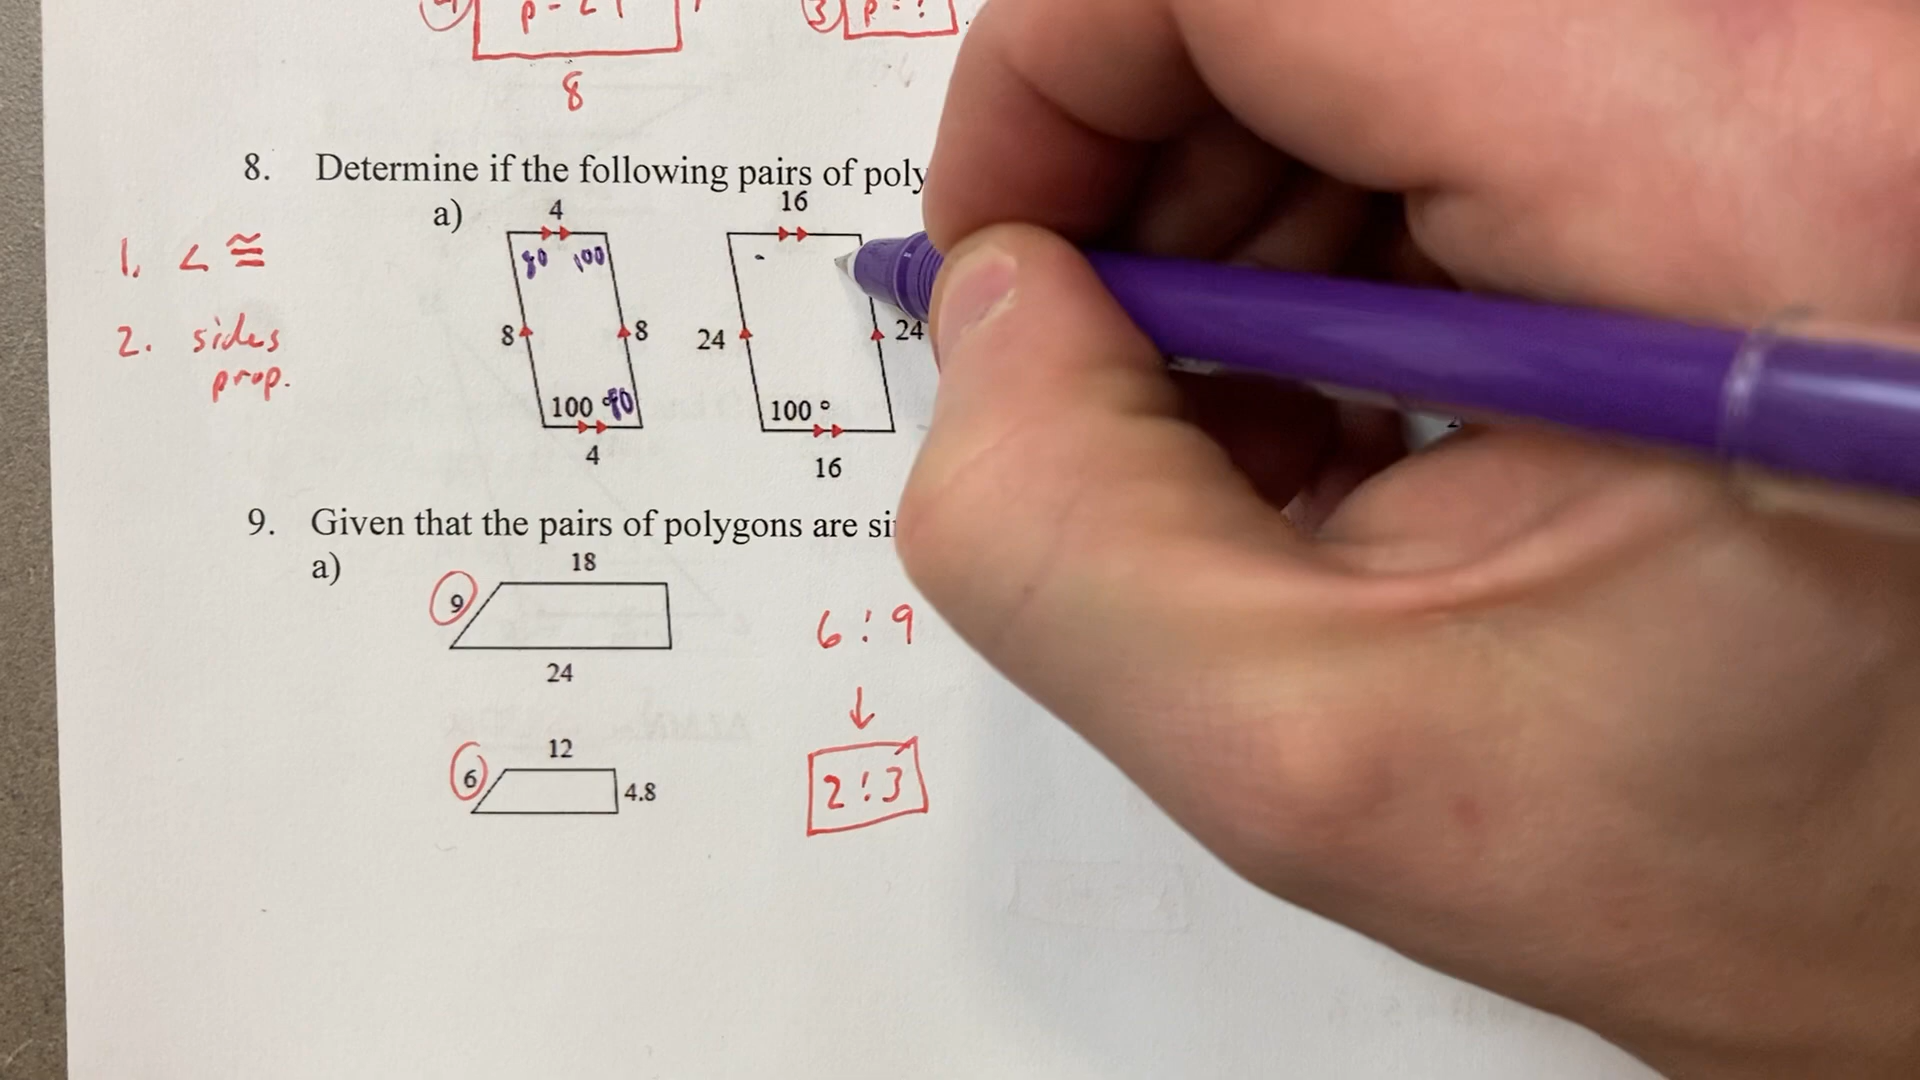 8
8. Determine if the following pairs of poly
a) 4 16
1. < ≅
80 100
2. sides
prop.
8 8 24 24
100 ° 80 100 °
4 16
9. Given that the pairs of polygons are si
a) 18
9
6 : 9
24
12
6 4.8
2 : 3